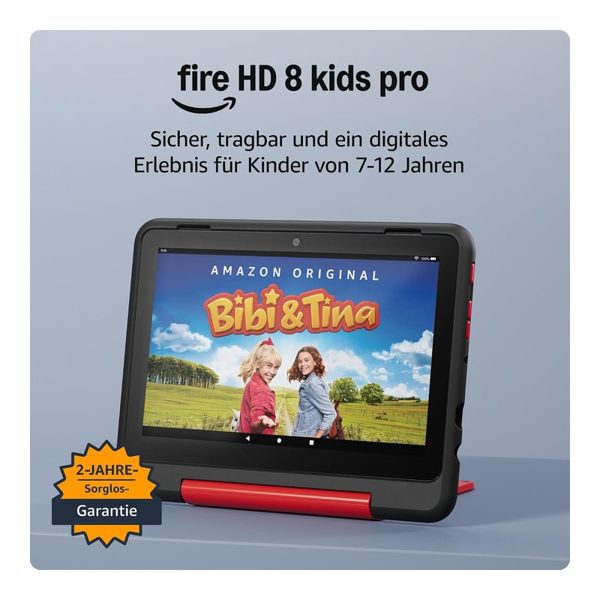 fire HD 8 kids pro
Sicher, tragbar und ein digitales
Erlebnis für Kinder von 7-12 Jahren
100%
AMAZON ORIGINAL
Bibi & Tina
2-JAHRE-
Sorglos-
Garantie